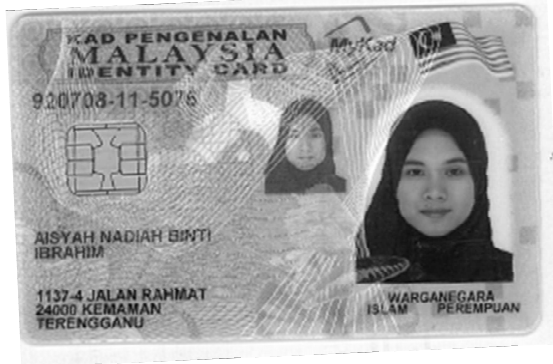 KAD PENGENALAN
MALAYSIA
IDENTITY CARD
MyKad
920708-11-5076
AISYAH NADIAH BINTI
IBRAHIM
1137-4 JALAN RAHMAT
24000 KEMAMAN
TERENGGANU
WARGANEGARA
ISLAM PEREMPUAN